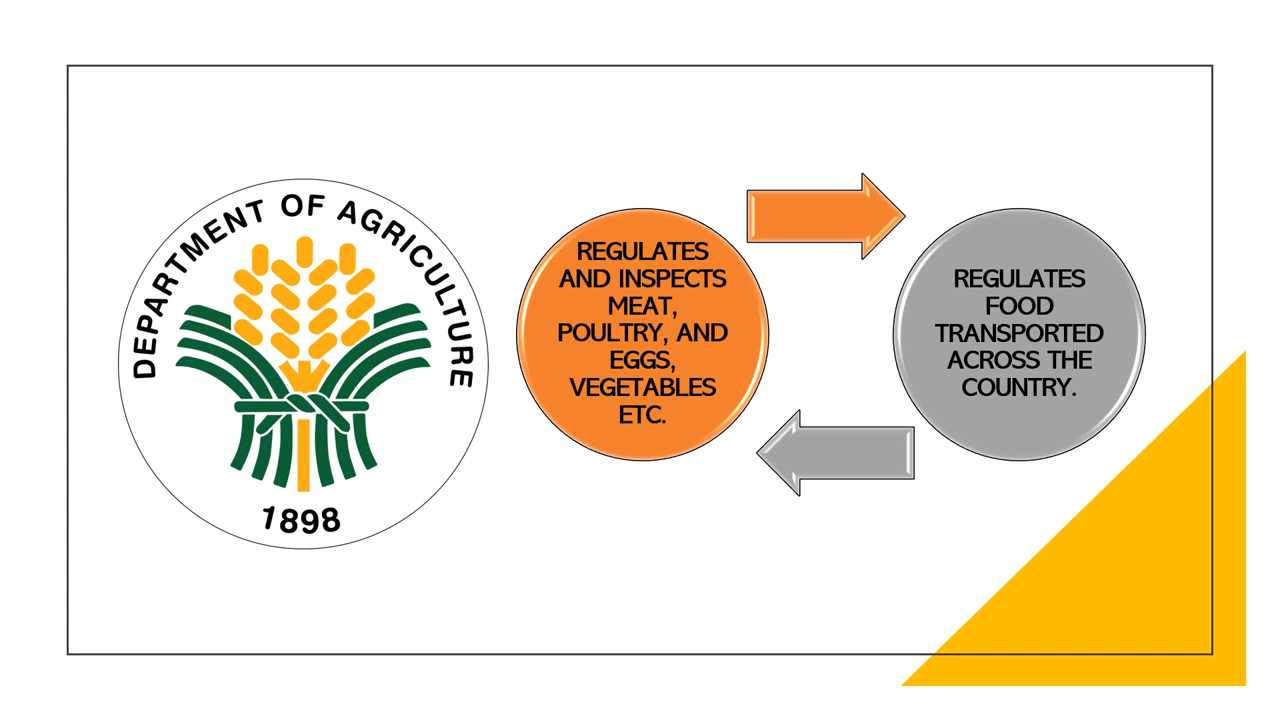 DEPARTMENT OF AGRICULTURE
1898
REGULATES
AND INSPECTS
MEAT,
POULTRY, AND
EGGS,
VEGETABLES
ETC.
REGULATES
FOOD
TRANSPORTED
ACROSS THE
COUNTRY.